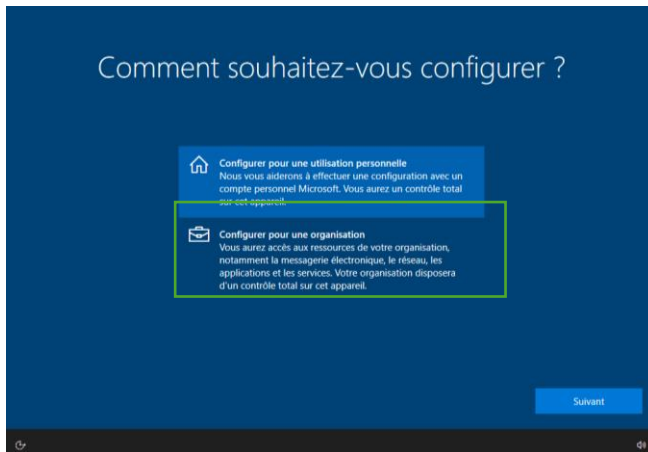 Comment souhaitez-vous configurer ?
Configurer pour une utilisation personnelle
Nous vous aiderons à effectuer une configuration avec un
compte personnel Microsoft. Vous aurez un contrôle total
sur cet appareil.
Configurer pour une organisation
Vous aurez accès aux ressources de votre organisation,
notamment la messagerie électronique, le réseau, les
applications et les services. Votre organisation disposera
d'un contrôle total sur cet appareil.
Suivant